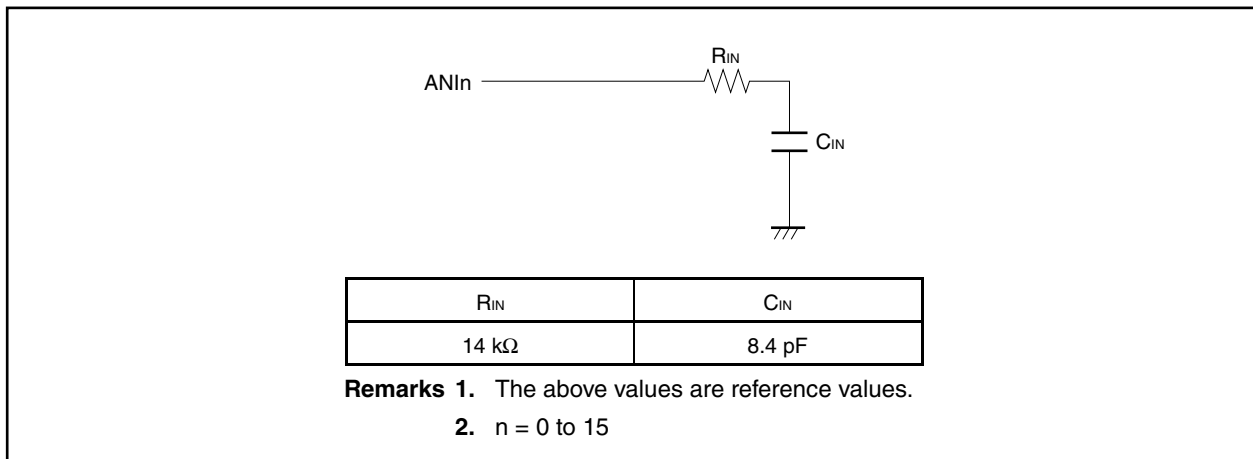 RIN
ANIn
CIN
RIN CIN
14 kΩ 8.4 pF
Remarks 1. The above values are reference values.
2. n = 0 to 15